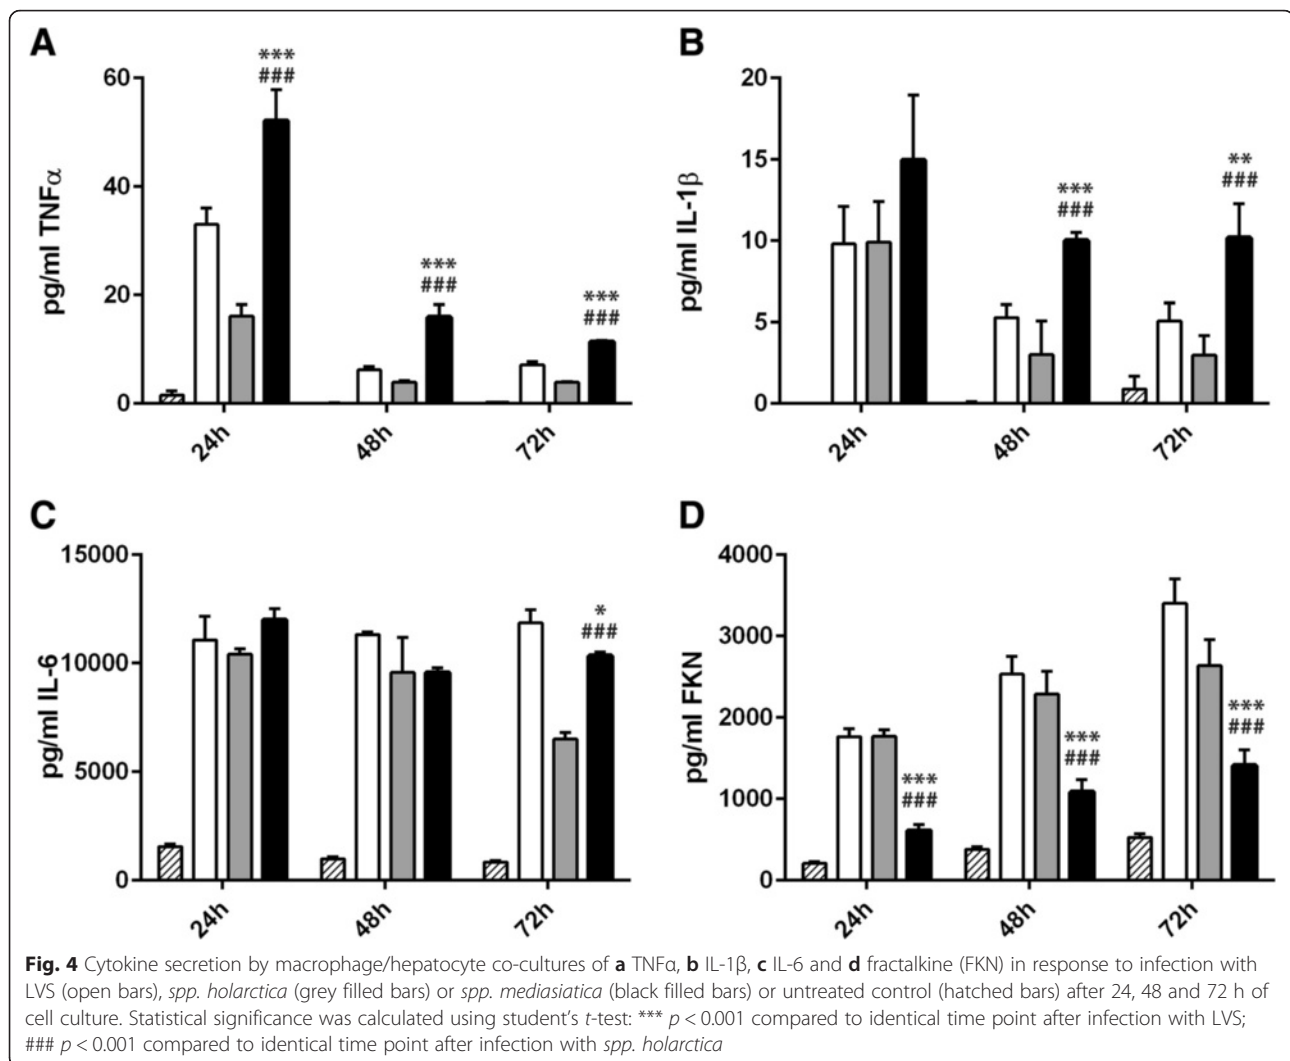 A
***
###
60
40
20
0
pg/ml TNFα
***
###
***
###
24h
48h
72h
B
20
15
10
5
0
pg/ml IL-1β
***
###
**
###
24h
48h
72h
C
15000
10000
5000
0
pg/ml IL-6
*
###
24h
48h
72h
D
4000
3000
2000
1000
0
pg/ml FKN
***
###
***
###
***
###
24h
48h
72h
Fig. 4 Cytokine secretion by macrophage/hepatocyte co-cultures of a TNFα, b IL-1β, c IL-6 and d fractalkine (FKN) in response to infection with
LVS (open bars), spp. holarctica (grey filled bars) or spp. mediasiatica (black filled bars) or untreated control (hatched bars) after 24, 48 and 72 h of
cell culture. Statistical significance was calculated using student's t-test: *** p < 0.001 compared to identical time point after infection with LVS;
### p < 0.001 compared to identical time point after infection with spp. holarctica